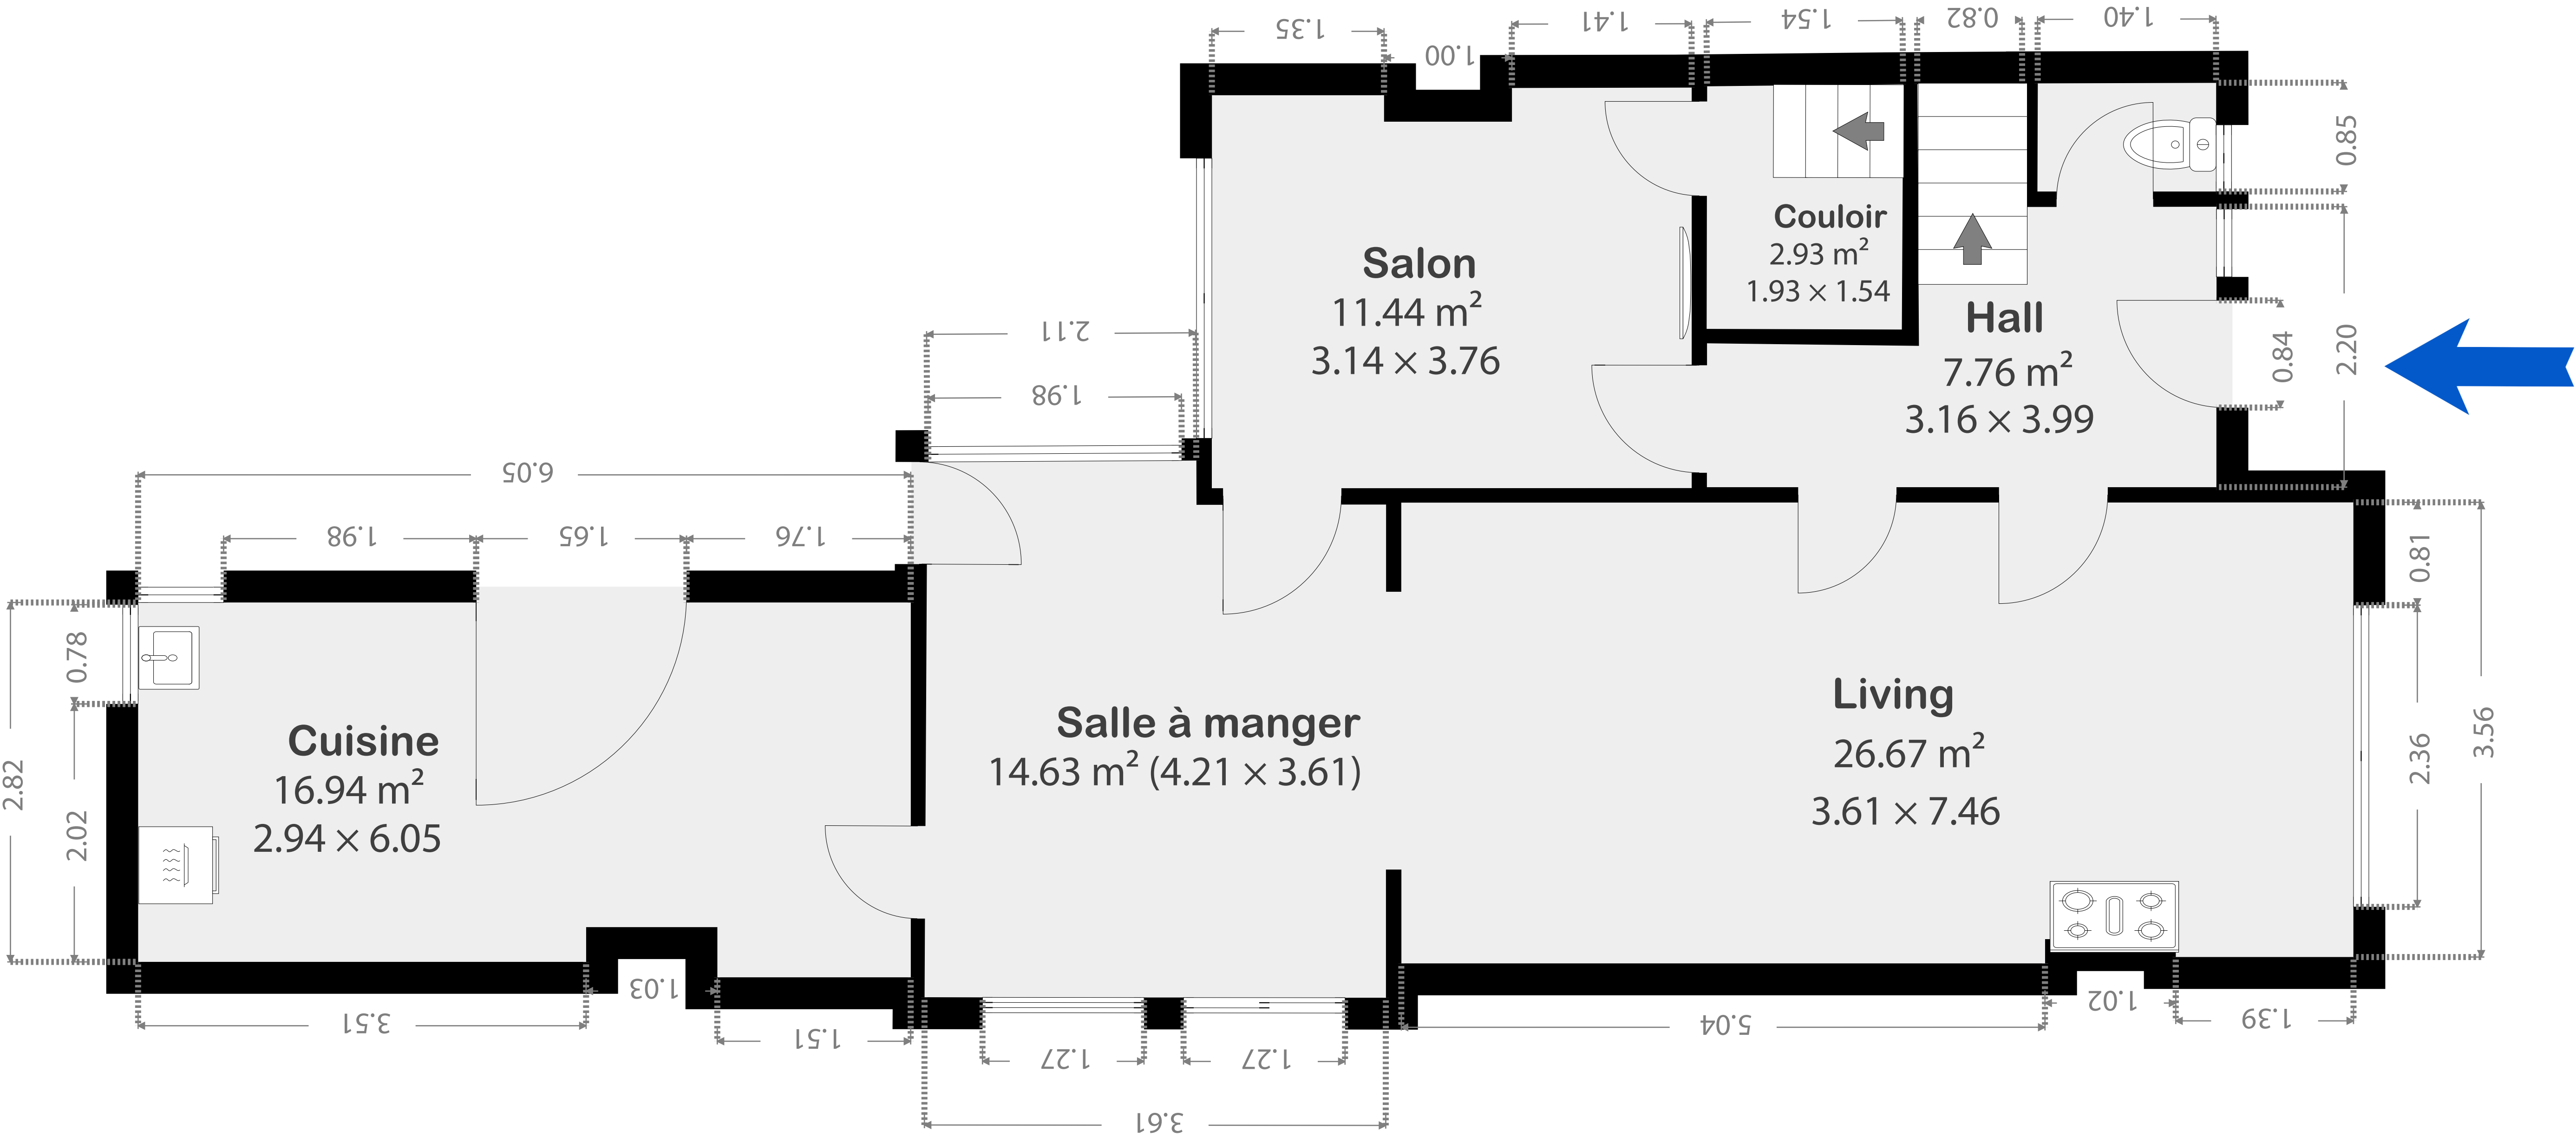 1.35
1.00
1.41
1.54
0.82
1.40
0.85
Couloir
2.93 m²
1.93 × 1.54
Salon
11.44 m²
3.14 × 3.76
Hall
7.76 m²
3.16 × 3.99
0.84
2.20
2.11
1.98
6.05
1.98
1.65
1.76
0.81
2.82
0.78
2.02
Cuisine
16.94 m²
2.94 × 6.05
Salle à manger
14.63 m² (4.21 × 3.61)
Living
26.67 m²
3.61 × 7.46
2.36
3.56
3.51
1.03
1.51
1.27
1.27
3.61
5.04
1.02
1.39